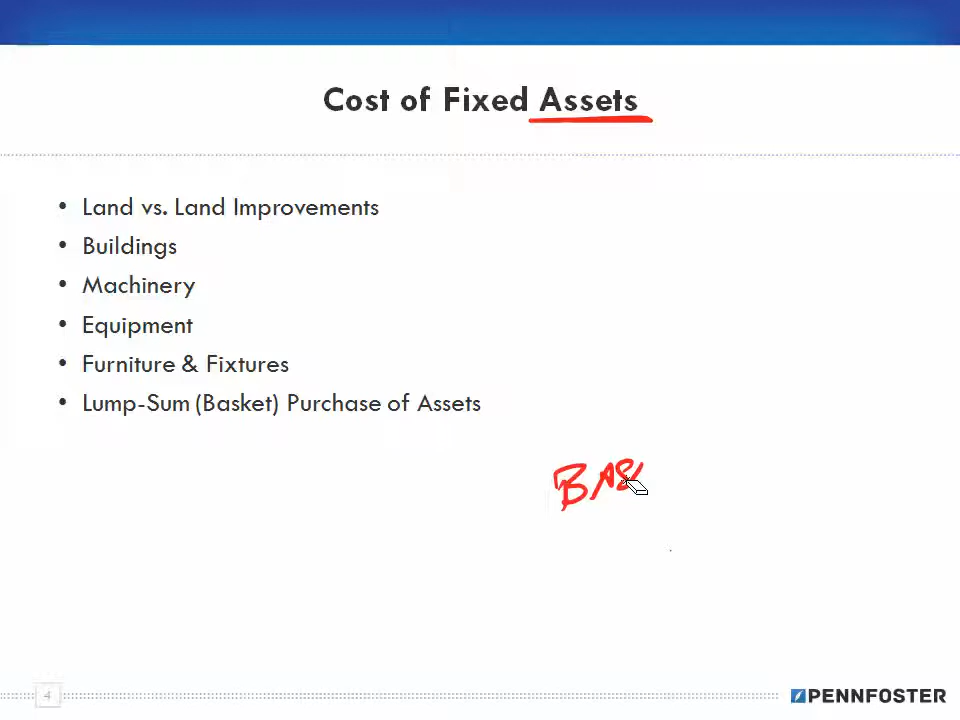 Cost of Fixed Assets
• Land vs. Land Improvements
• Buildings
• Machinery
• Equipment
• Furniture & Fixtures
• Lump-Sum (Basket) Purchase of Assets
4
PENNFOSTER